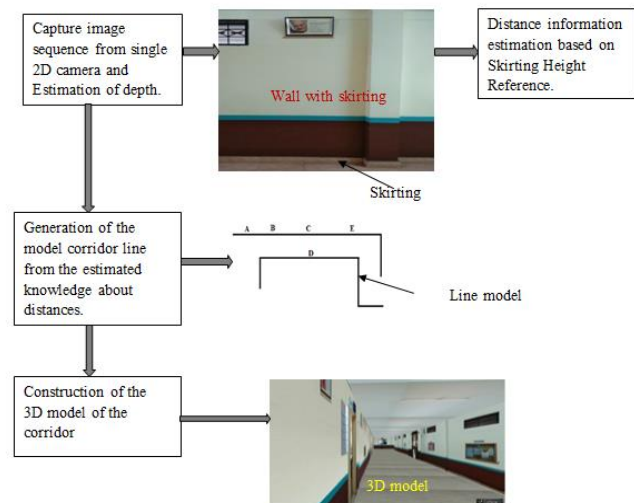 Capture image
sequence from single
2D camera and
Estimation of depth.
Wall with skirting
Distance information
estimation based on
Skirting Height
Reference.
Skirting
Generation of the
model corridor line
from the estimated
knowledge about
distances.
A B C E
D
Line model
Construction of the
3D model of the
corridor
3D model